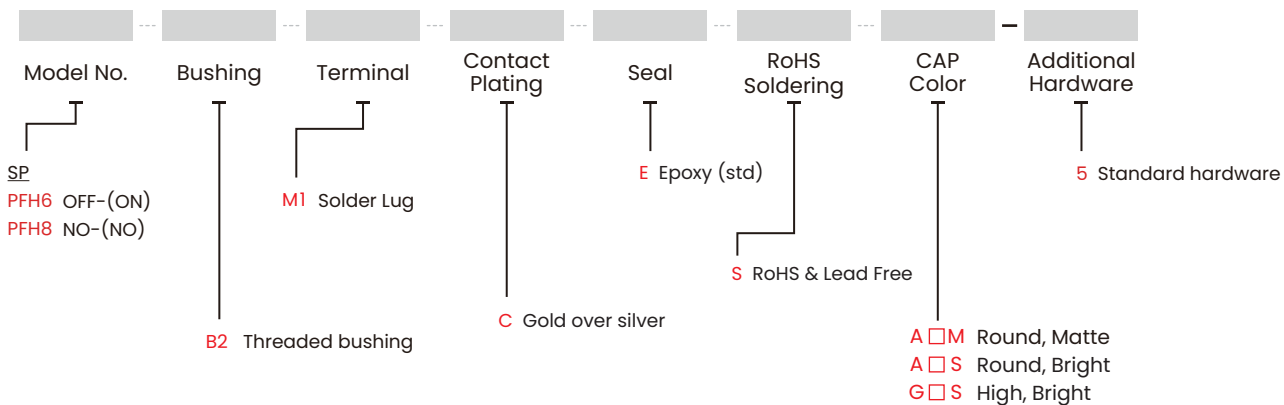 Model No.
Bushing
Terminal
Contact
Plating
Seal
RoHS
Soldering
CAP
Color
Additional
Hardware
SP
PFH6 OFF-(ON)
PFH8 NO-(NO)
M1 Solder Lug
E Epoxy (std)
5 Standard hardware
S RoHS & Lead Free
B2 Threaded bushing
C Gold over silver
A□M Round, Matte
A□S Round, Bright
G□S High, Bright